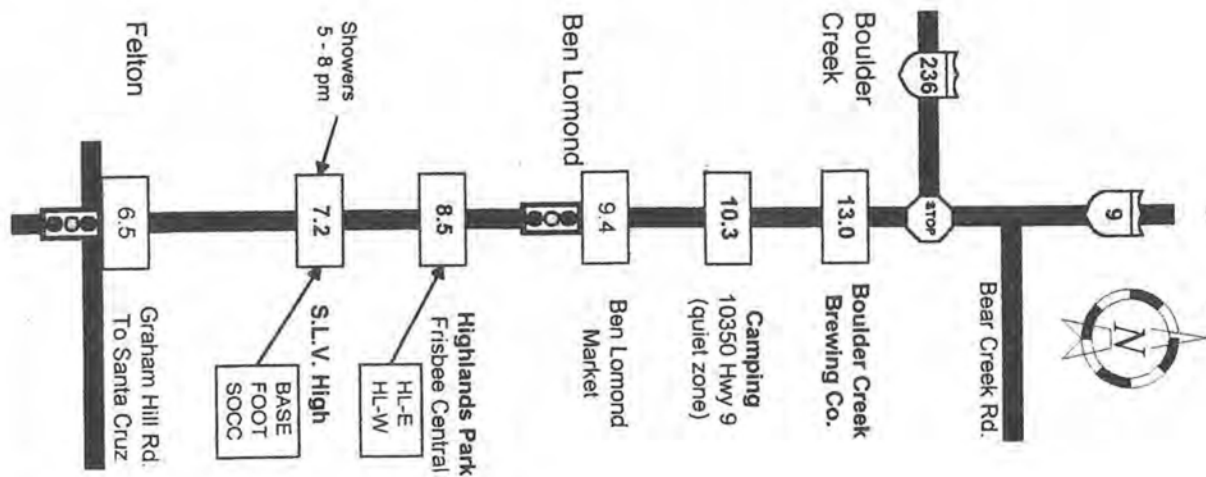 9
N
Bear Creek Rd.
236
STOP
Boulder
Creek
13.0
Boulder Creek
Brewing Co.
10.3
Camping
10350 Hwy 9
(quiet zone)
Ben Lomond
9.4
Ben Lomond
Market
8.5
Highlands Park
Frisbee Central
HL-E
HL-W
Showers
5 - 8 pm
7.2
S.L.V. High
BASE
FOOT
SOCC
Felton
6.5
Graham Hill Rd.
To Santa Cruz